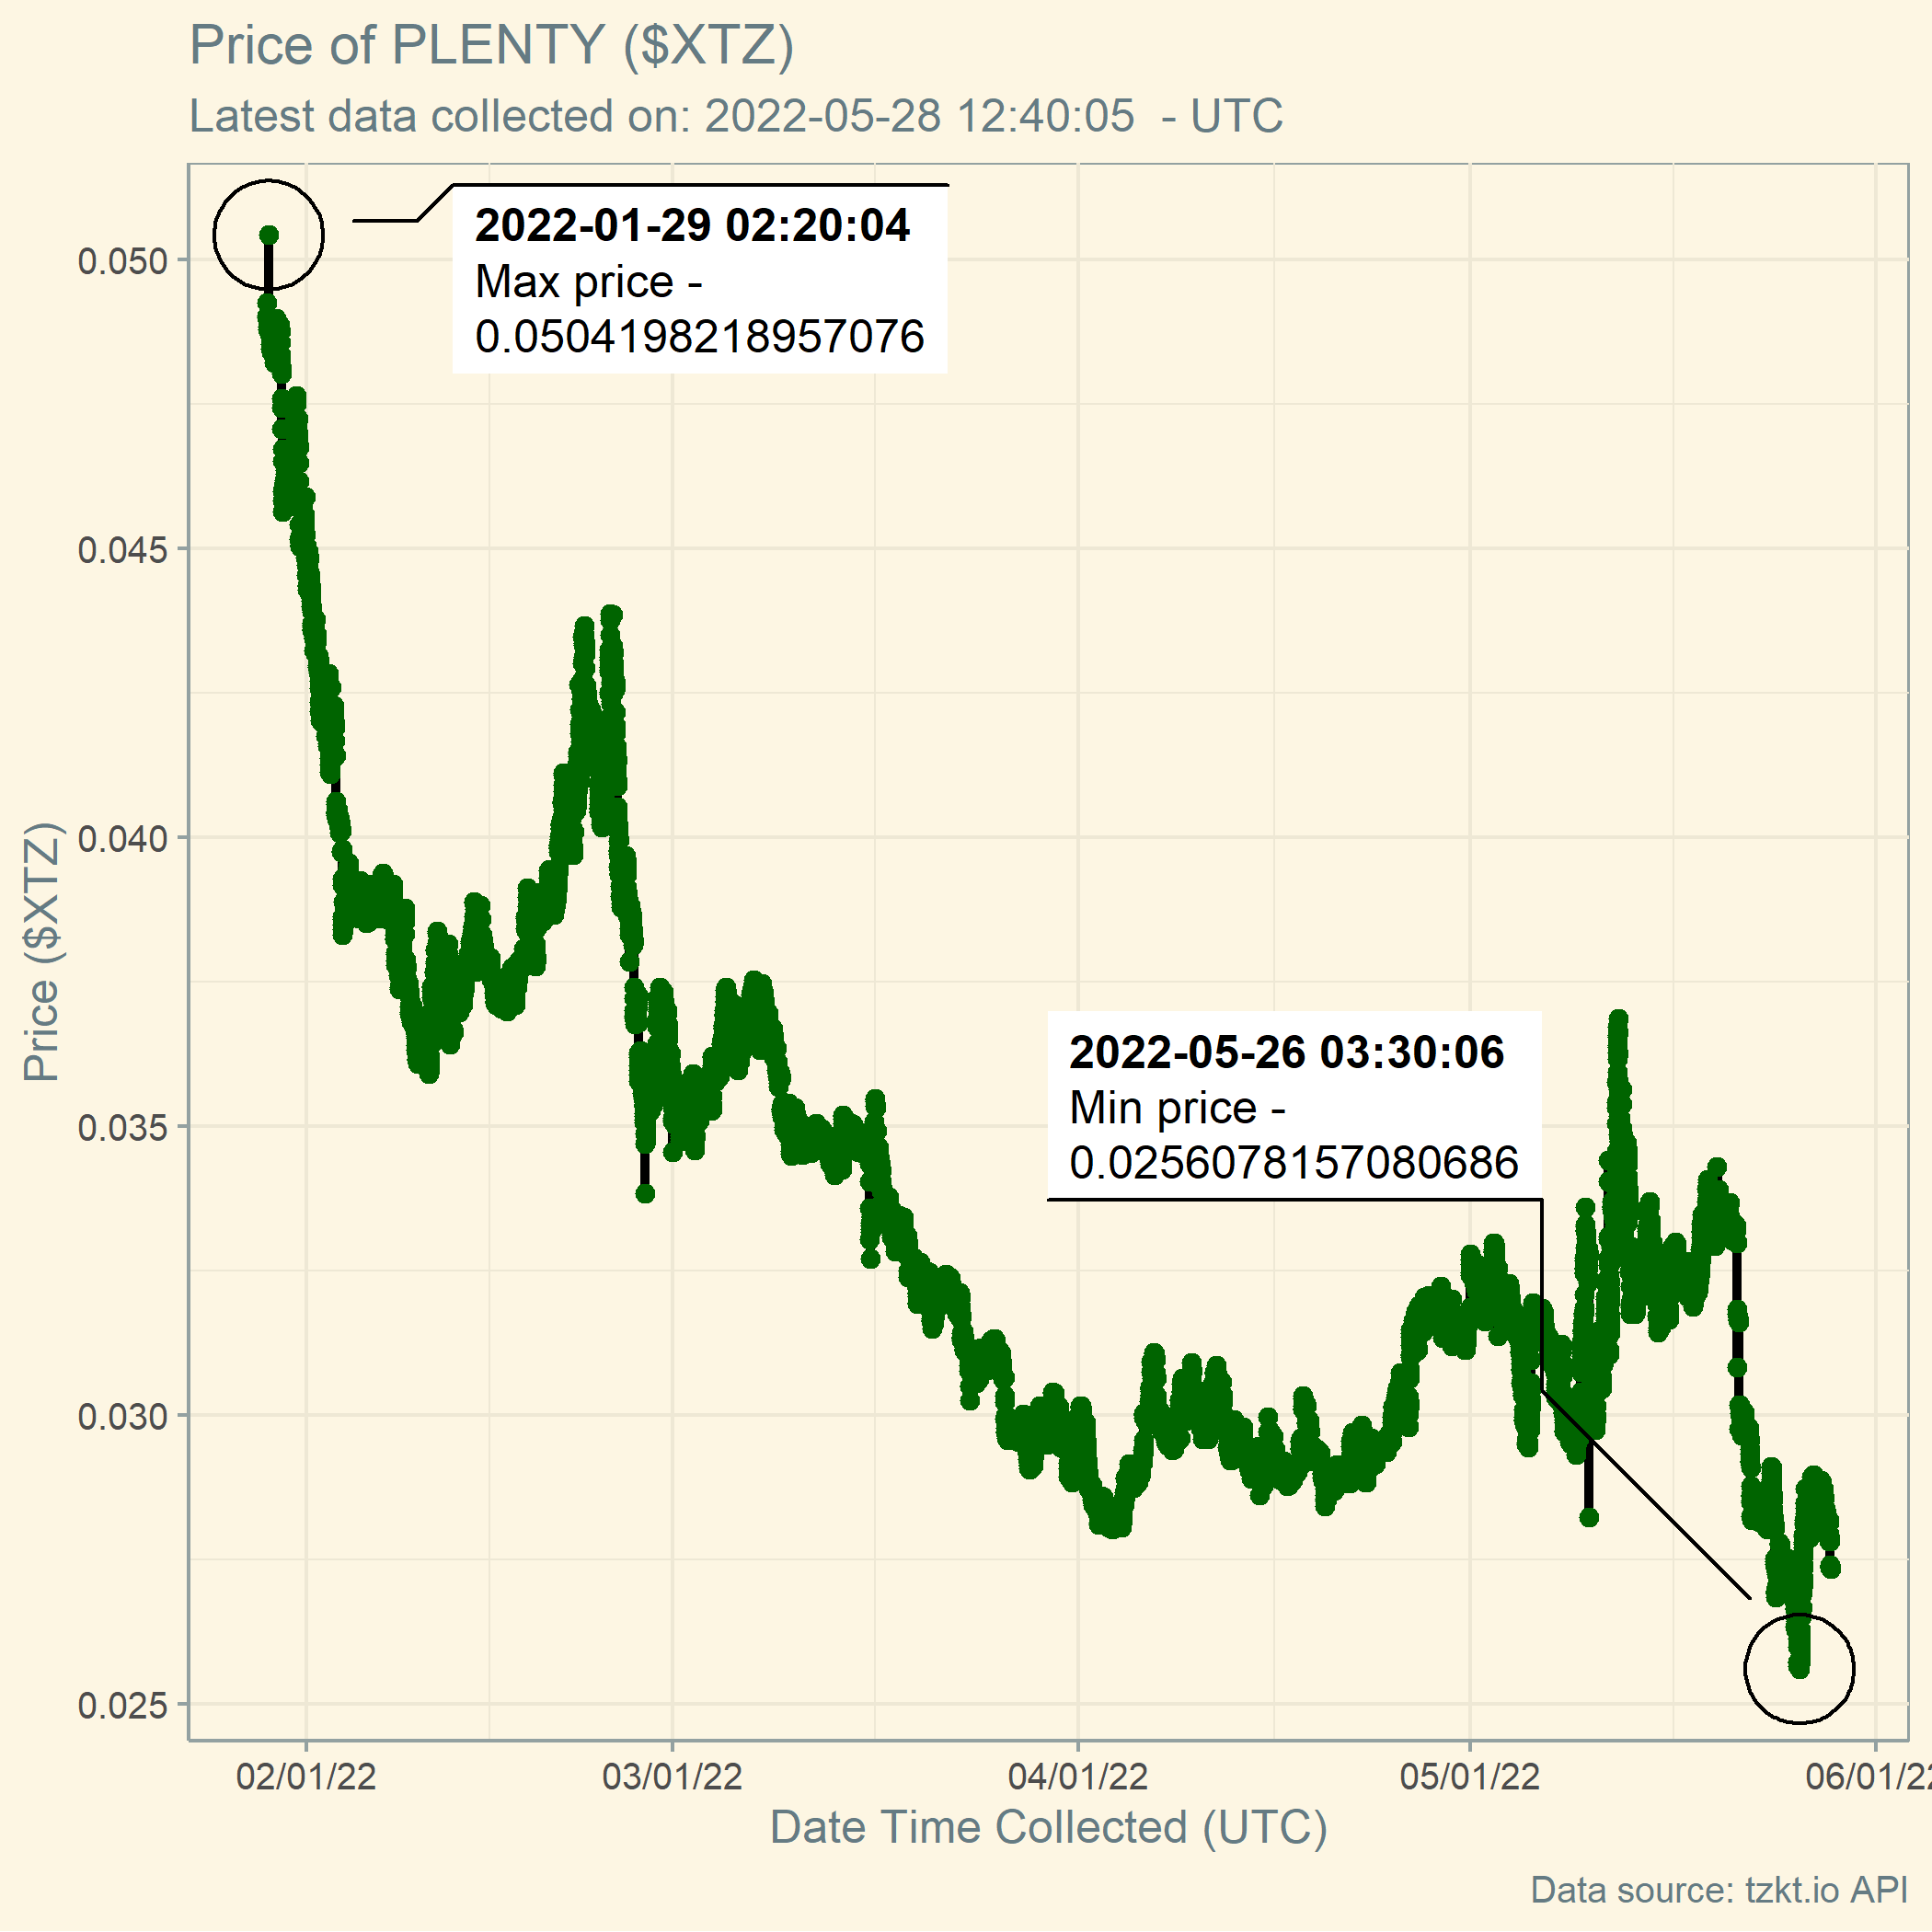 Price of PLENTY ($XTZ)
Latest data collected on: 2022-05-28 12:40:05 - UTC
2022-01-29 02:20:04
Max price -
0.0504198218957076
0.050
0.045
0.040
0.035
0.030
0.025
Price ($XTZ)
2022-05-26 03:30:06
Min price -
0.0256078157080686
02/01/22
03/01/22
04/01/22
05/01/22
06/01/22
Date Time Collected (UTC)
Data source: tzkt.io API